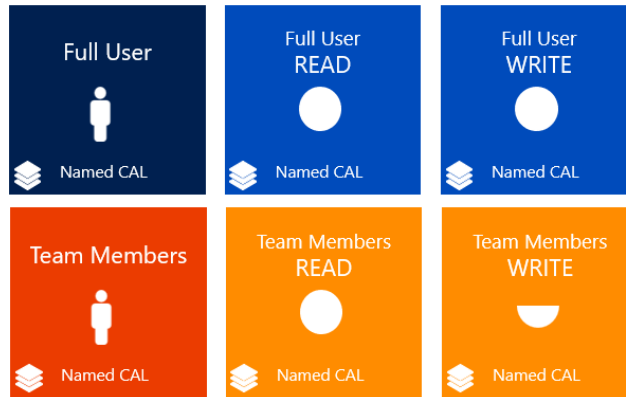 Full User
Named CAL
Full User
READ
Named CAL
Full User
WRITE
Named CAL
Team Members
Named CAL
Team Members
READ
Named CAL
Team Members
WRITE
Named CAL